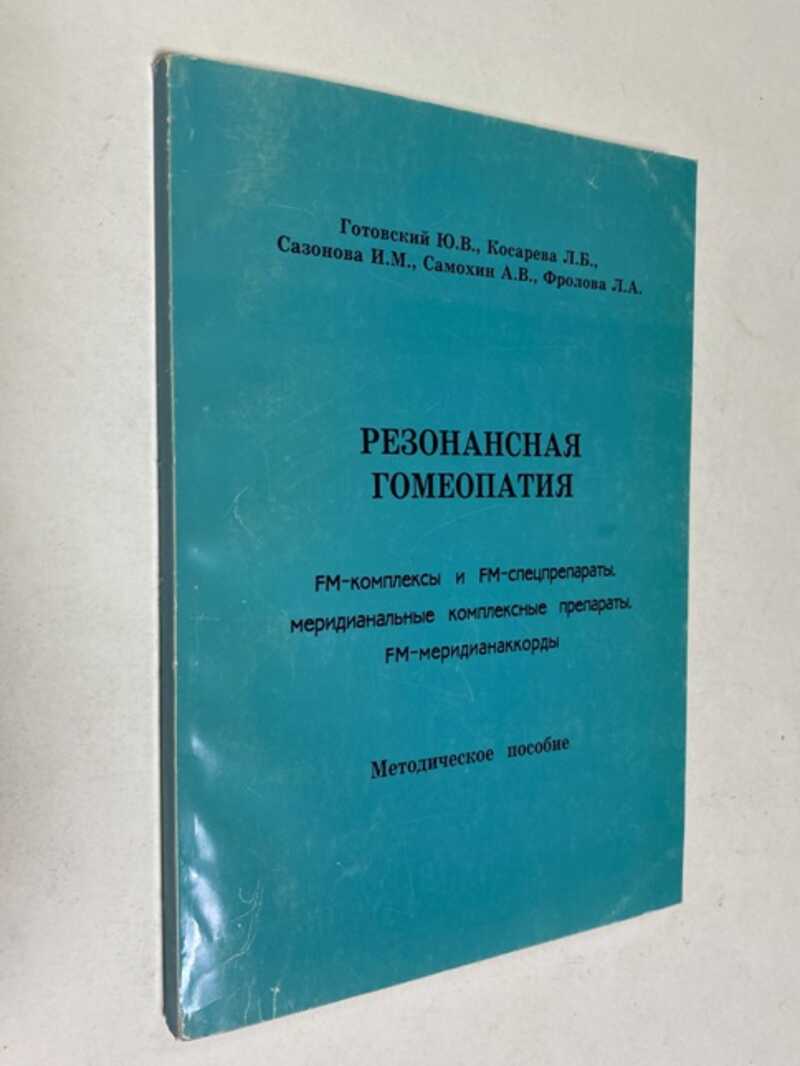 Готовский Ю.В., Косарева Л.Б.,
Сазонова И.М., Самохин А.В., Фролова Л.А.
РЕЗОНАНСНАЯ
ГОМЕОПАТИЯ
FM-комплексы и FM-спецпрепараты,
меридианальные комплексные препараты,
FM-меридианаккорды
Методическое пособие